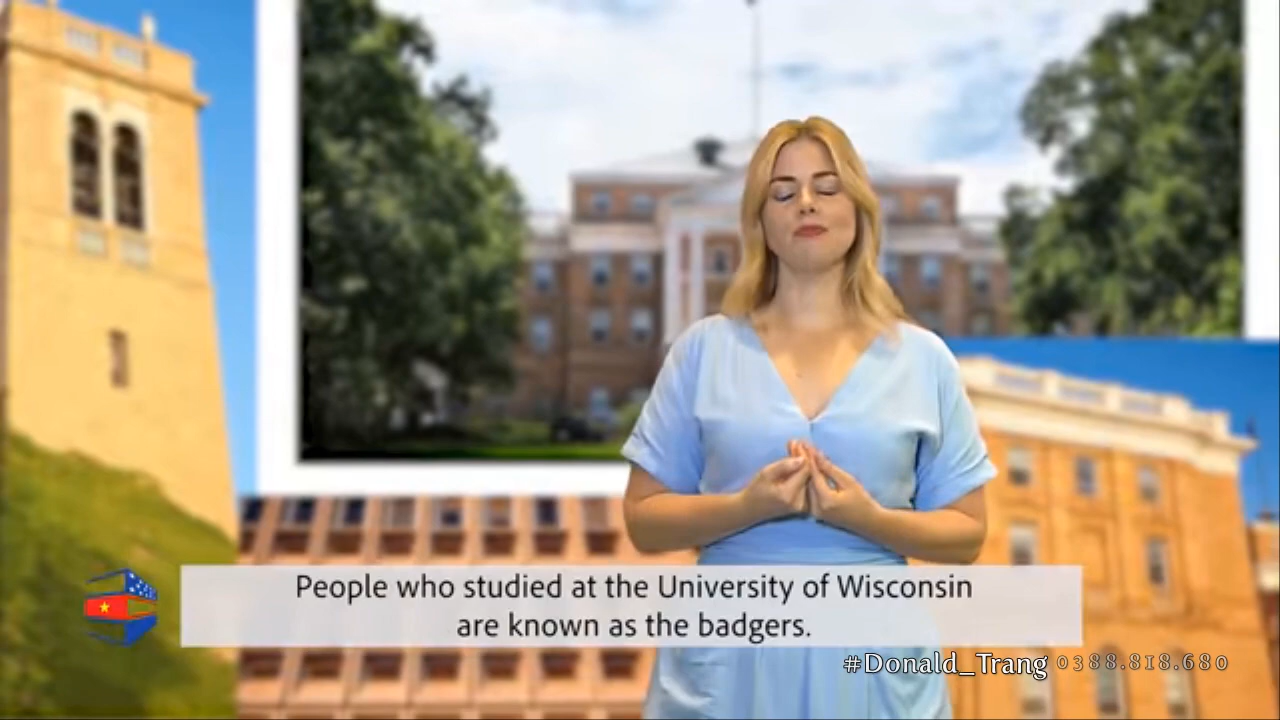 People who studied at the University of Wisconsin
are known as the badgers.
#Donald_Trang 0388.818.680